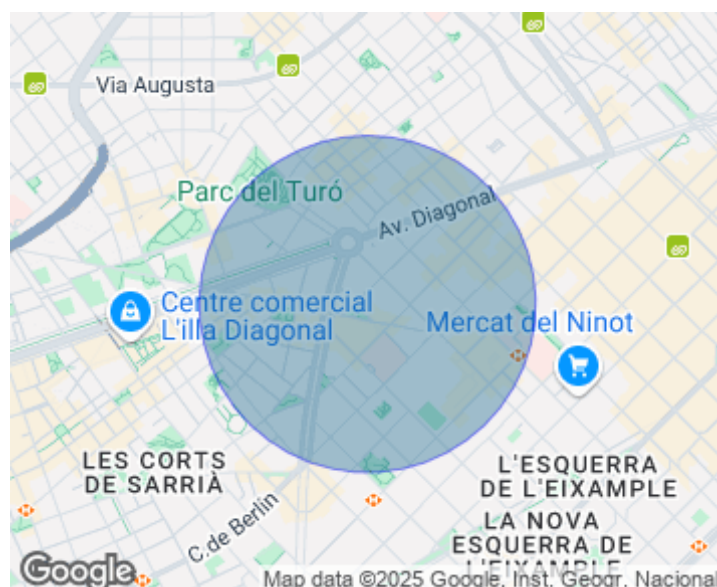 Via Augusta
Parc del Turó
Av. Diagonal
Centre comercial
L'illa Diagonal
Mercat del Ninot
LES CORTS
DE SARRIÀ
L'ESQUERRA
DE L'EIXAMPLE
C.de Berlín
LA NOVA
ESQUERRA DE
L'EIXAMPLE
Google
Map data ©2025 Google, Inst. Geogr. Nacional